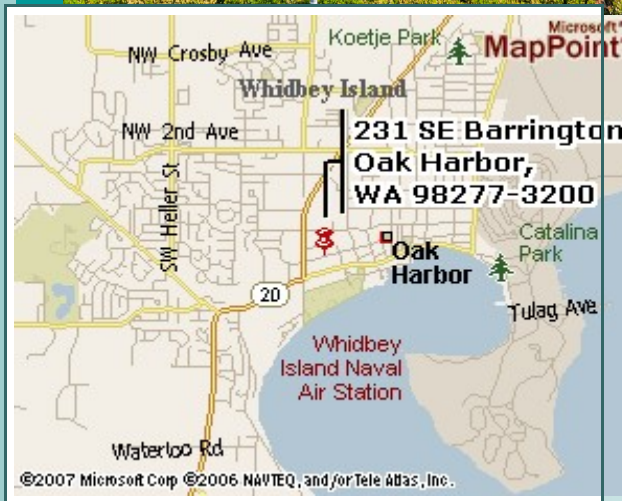 Microsoft
MapPoint
Koetje Park
NW Crosby Ave
Whidbey Island
NW 2nd Ave
231 SE Barrington
Oak Harbor,
WA 98277-3200
SW Heller St
Catalina
Park
Oak
Harbor
20
Tulag Ave
Whidbey
Island Naval
Air Station
Waterloo Rd
©2007 Microsoft Corp ©2006 NAVTEQ, and/or Tele Atlas, Inc.